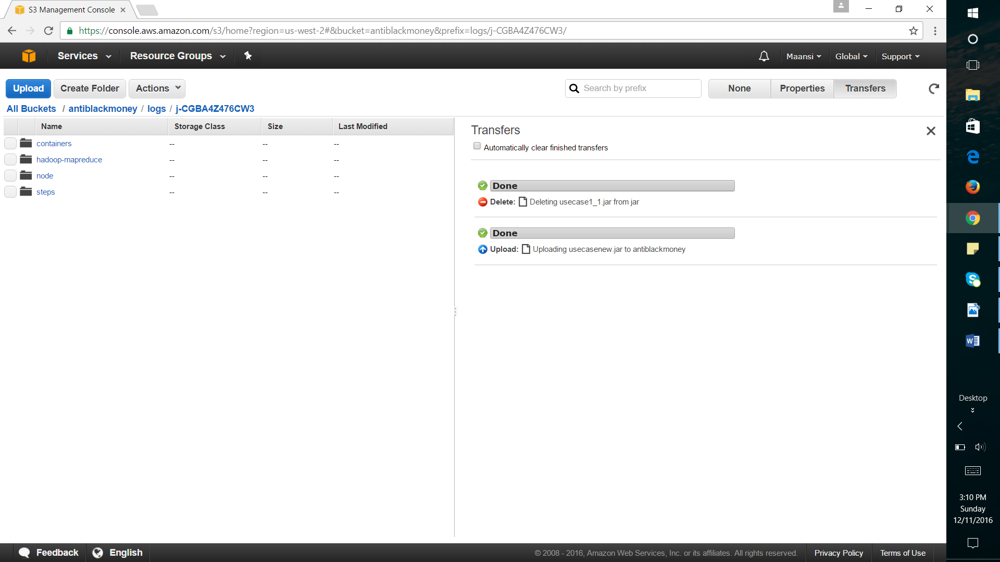 S3 Management Console
https://console.aws.amazon.com/s3/home?region=us-west-2#&bucket=antiblackmoney&prefix=logs/j-CGBA4Z476CW3/
Services Resource Groups Maansi Global Support
Upload Create Folder Actions Search by prefix None Properties Transfers
All Buckets / antiblackmoney / logs / j-CGBA4Z476CW3
Name Storage Class Size Last Modified
containers -- -- --
hadoop-mapreduce -- -- --
node -- -- --
steps -- -- --
Transfers
Automatically clear finished transfers
Done
Delete: Deleting usecase1_1.jar from jar
Done
Upload: Uploading usecasenew.jar to antiblackmoney
Feedback English © 2008 - 2016, Amazon Web Services, Inc. or its affiliates. All rights reserved. Privacy Policy Terms of Use
Desktop
3:10 PM
Sunday
12/11/2016